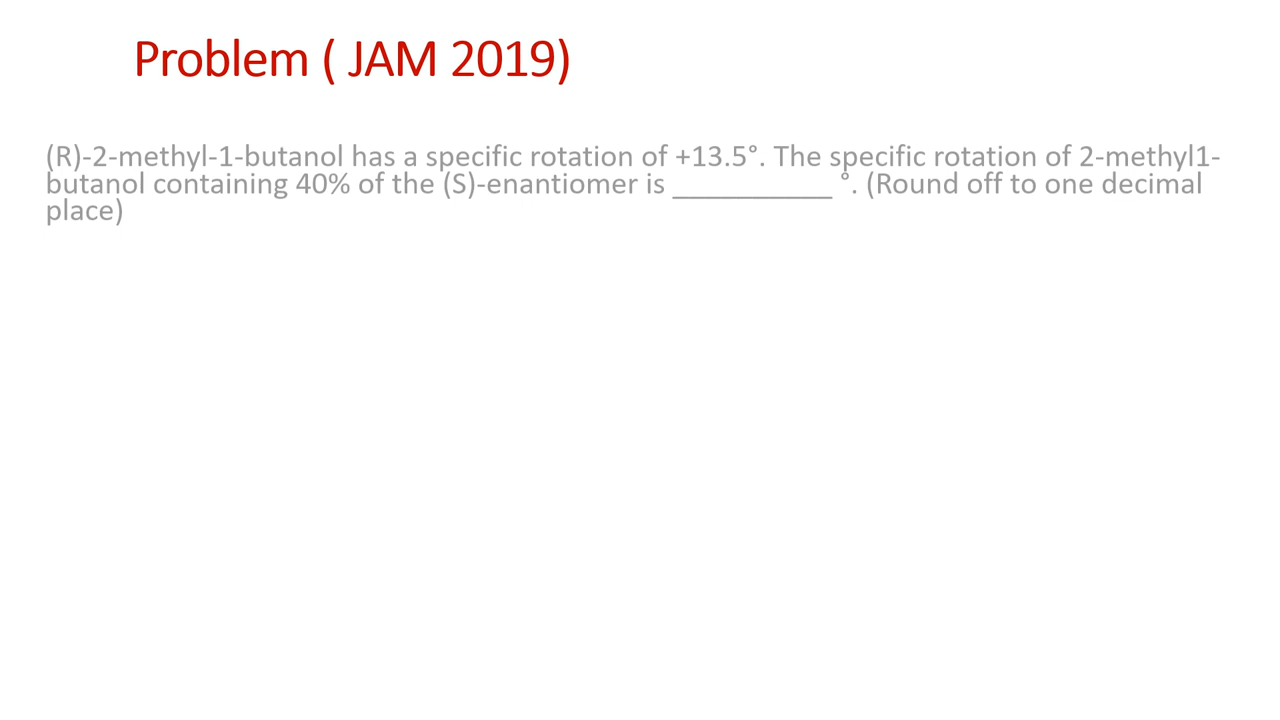 Problem ( JAM 2019)
(R)-2-methyl-1-butanol has a specific rotation of +13.5°. The specific rotation of 2-methyl1-
butanol containing 40% of the (S)-enantiomer is __________ °. (Round off to one decimal
place)